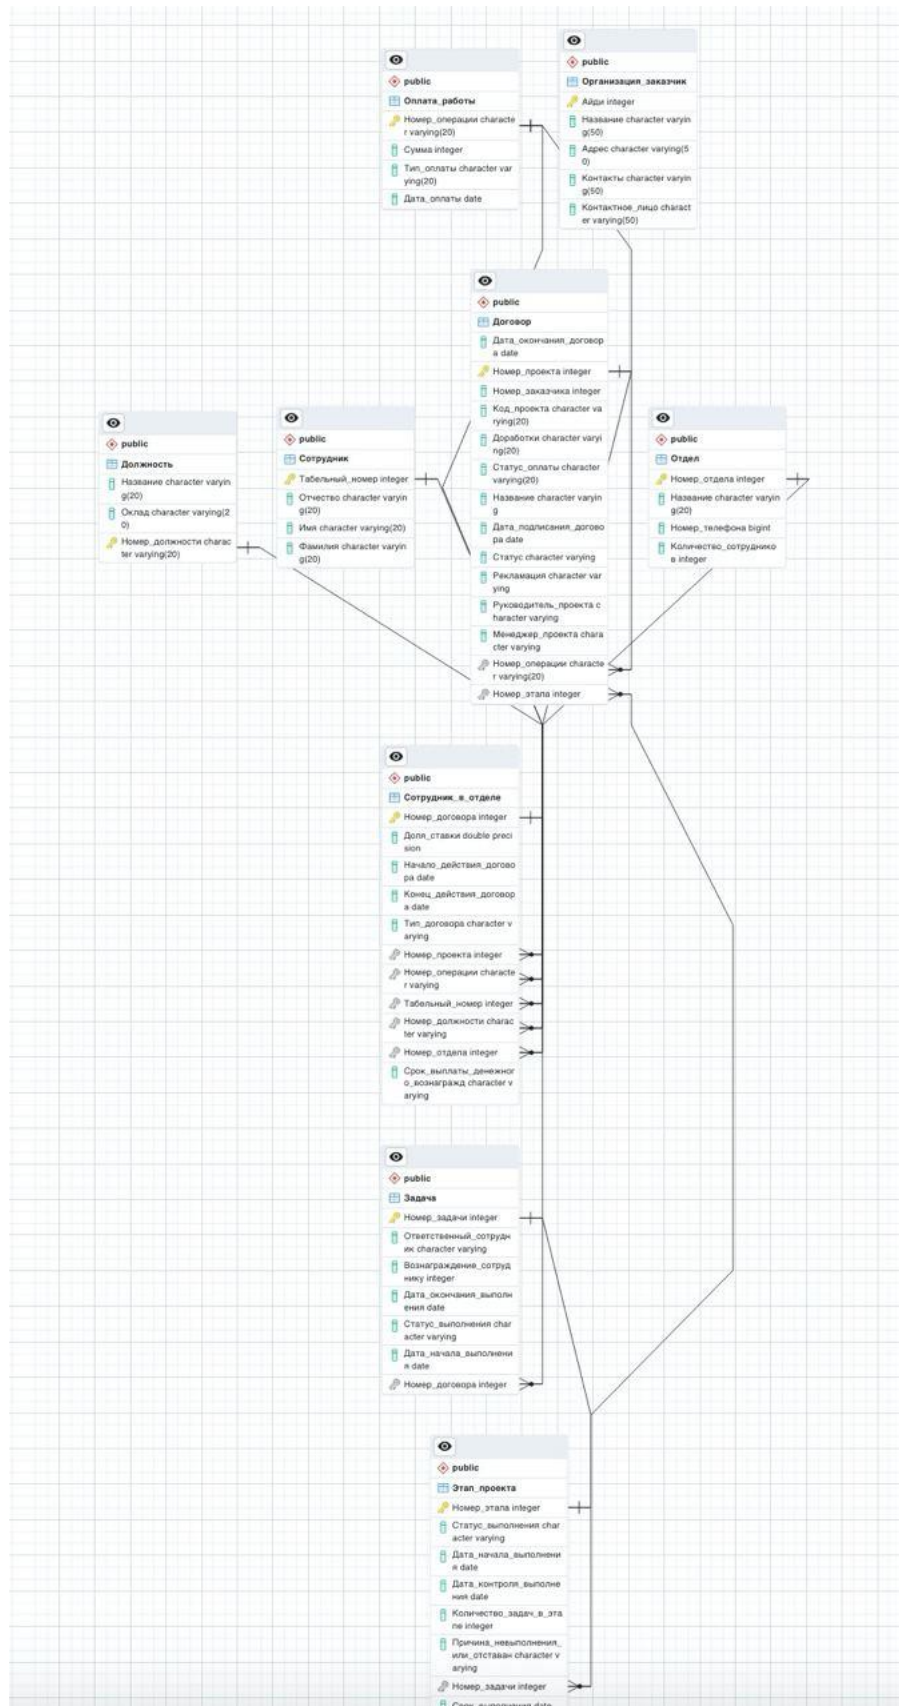 public
Оплата_работы
Номер_операции characte
r varying(20)
Сумма integer
Тип_оплаты character var
ying(20)
Дата_оплаты date
public
Организация_заказчик
Айди integer
Название character varyin
g(50)
Адрес character varying(5
0)
Контакты character varyin
g(50)
Контактное_лицо charact
er varying(50)
public
Договор
Дата_окончания_договор
а date
Номер_проекта integer
Номер_заказчика integer
Код_проекта character va
rying(20)
Доработки character varyi
ng(20)
Статус_оплаты character
varying(20)
Название character varyin
g
Дата_подписания_догово
ра date
Статус character varying
Рекламация character var
ying
Руководитель_проекта c
haracter varying
Менеджер_проекта chara
cter varying
Номер_операции characte
r varying(20)
Номер_этапа integer
public
Должность
Название character varyin
g(20)
Оклад character varying(2
0)
Номер_должности charac
ter varying(20)
public
Сотрудник
Табельный_номер integer
Отчество character varyin
g(20)
Имя character varying(20)
Фамилия character varyin
g(20)
public
Отдел
Номер_отдела integer
Название character varyin
g(20)
Номер_телефона bigint
Количество_сотруднико
в integer
public
Сотрудник_в_отделе
Номер_договора integer
Доля_ставки double preci
sion
Начало_действия_догово
ра date
Конец_действия_договор
а date
Тип_договора character v
arying
Номер_проекта integer
Номер_операции characte
r varying
Табельный_номер integer
Номер_должности charac
ter varying
Номер_отдела integer
Срок_выплаты_денежног
о_вознагражд character v
arying
public
Задача
Номер_задачи integer
Ответственный_сотрудн
ик character varying
Вознаграждение_сотруд
нику integer
Дата_окончания_выполн
ения date
Статус_выполнения char
acter varying
Дата_начала_выполнени
я date
Номер_договора integer
public
Этап_проекта
Номер_этапа integer
Статус_выполнения char
acter varying
Дата_начала_выполнени
я date
Дата_контроля_выполне
ния date
Количество_задач_в_эта
пе integer
Причина_невыполнения_
или_отставан character v
arying
Номер_задачи integer
Срок_выполнения date